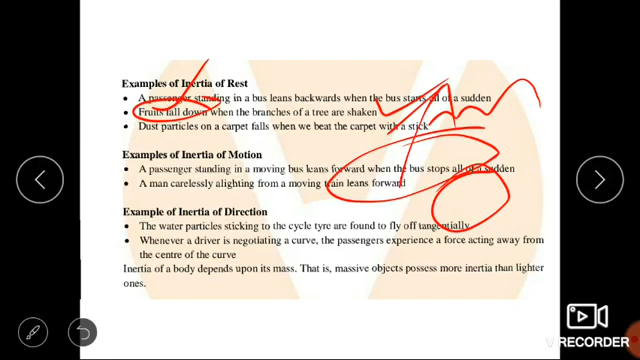 Examples of Inertia of Rest
• A passenger standing in a bus leans backwards when the bus starts all of a sudden
• Fruits fall down when the branches of a tree are shaken
• Dust particles on a carpet falls when we beat the carpet with a stick
Examples of Inertia of Motion
• A passenger standing in a moving bus leans forward when the bus stops all of a sudden
• A man carelessly alighting from a moving train leans forward
Example of Inertia of Direction
• The water particles sticking to the cycle tyre are found to fly off tangentially
• Whenever a driver is negotiating a curve, the passengers experience a force acting away from
the centre of the curve
Inertia of a body depends upon its mass. That is, massive objects possess more inertia than lighter
ones.
V RECORDER